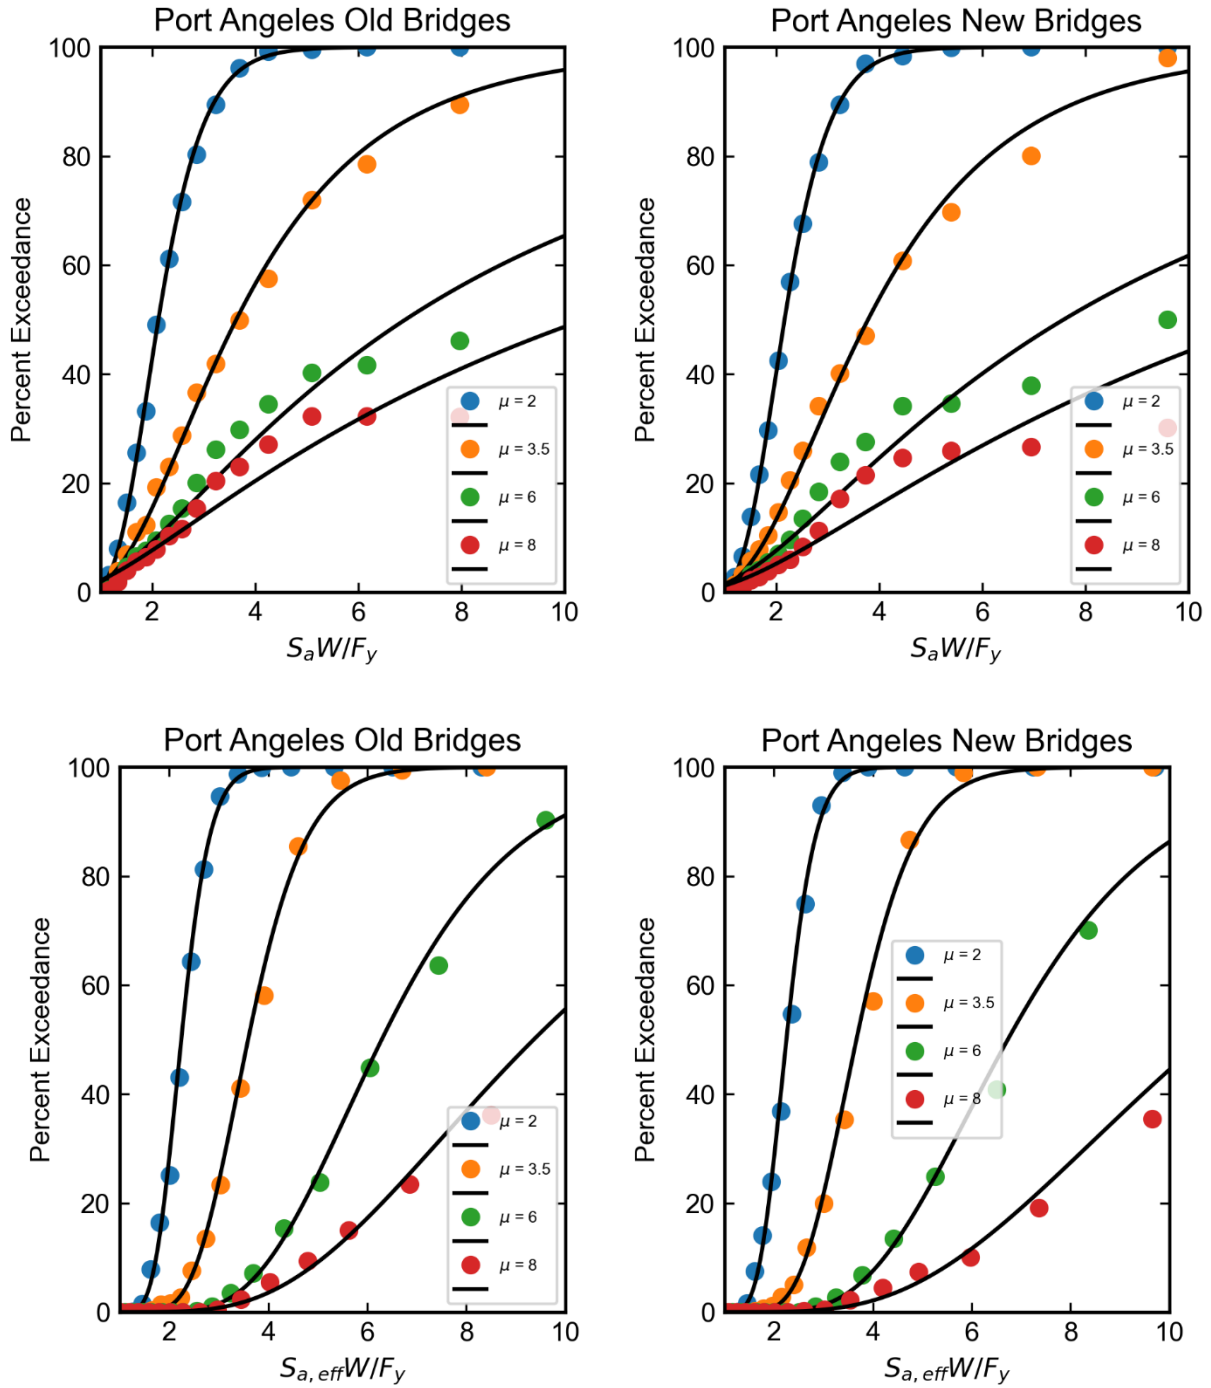 Port Angeles Old Bridges
Percent Exceedance
100
80
60
40
20
0
2
4
6
8
10
S_aW/F_y
μ = 2
μ = 3.5
μ = 6
μ = 8
Port Angeles New Bridges
Percent Exceedance
100
80
60
40
20
0
2
4
6
8
10
S_aW/F_y
μ = 2
μ = 3.5
μ = 6
μ = 8
Port Angeles Old Bridges
Percent Exceedance
100
80
60
40
20
0
2
4
6
8
10
S_{a, eff}W/F_y
μ = 2
μ = 3.5
μ = 6
μ = 8
Port Angeles New Bridges
Percent Exceedance
100
80
60
40
20
0
2
4
6
8
10
S_{a, eff}W/F_y
μ = 2
μ = 3.5
μ = 6
μ = 8